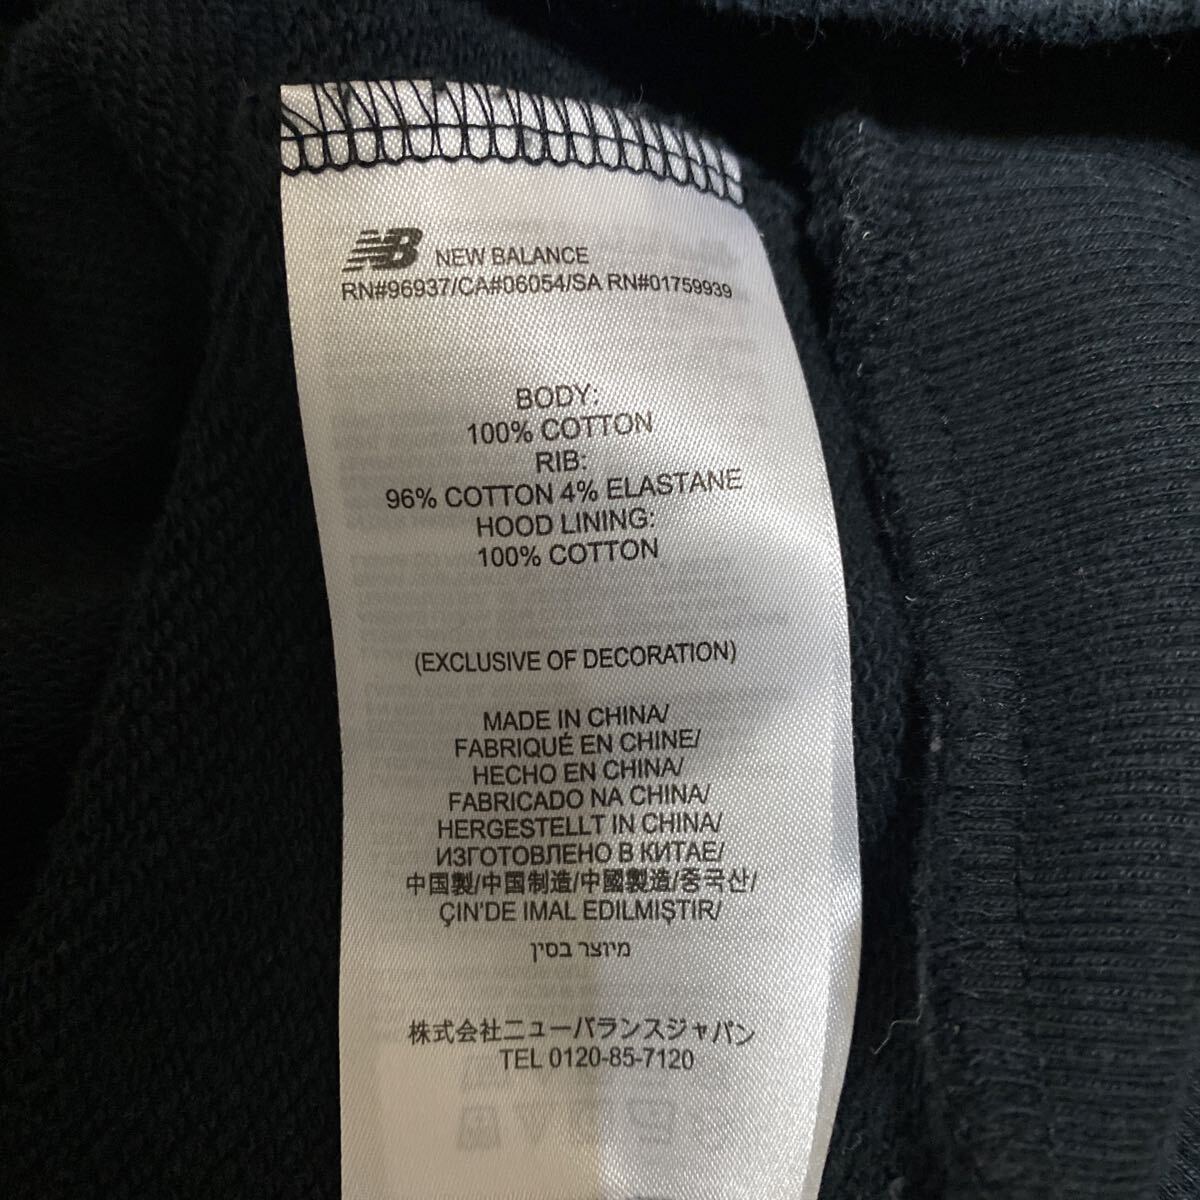 NB NEW BALANCE
RN#96937/CA#06054/SA RN#01759939
BODY:
100% COTTON
RIB:
96% COTTON 4% ELASTANE
HOOD LINING:
100% COTTON
(EXCLUSIVE OF DECORATION)
MADE IN CHINA/
FABRIQUÉ EN CHINE/
HECHO EN CHINA/
FABRICADO NA CHINA/
HERGESTELLT IN CHINA/
ИЗГОТОВЛЕНО В КИТАЕ/
中国製/中国制造/中國製造/중국산/
ÇIN'DE IMAL EDILMIŞTIR/
מיוצר בסין
株式会社ニューバランスジャパン
TEL 0120-85-7120